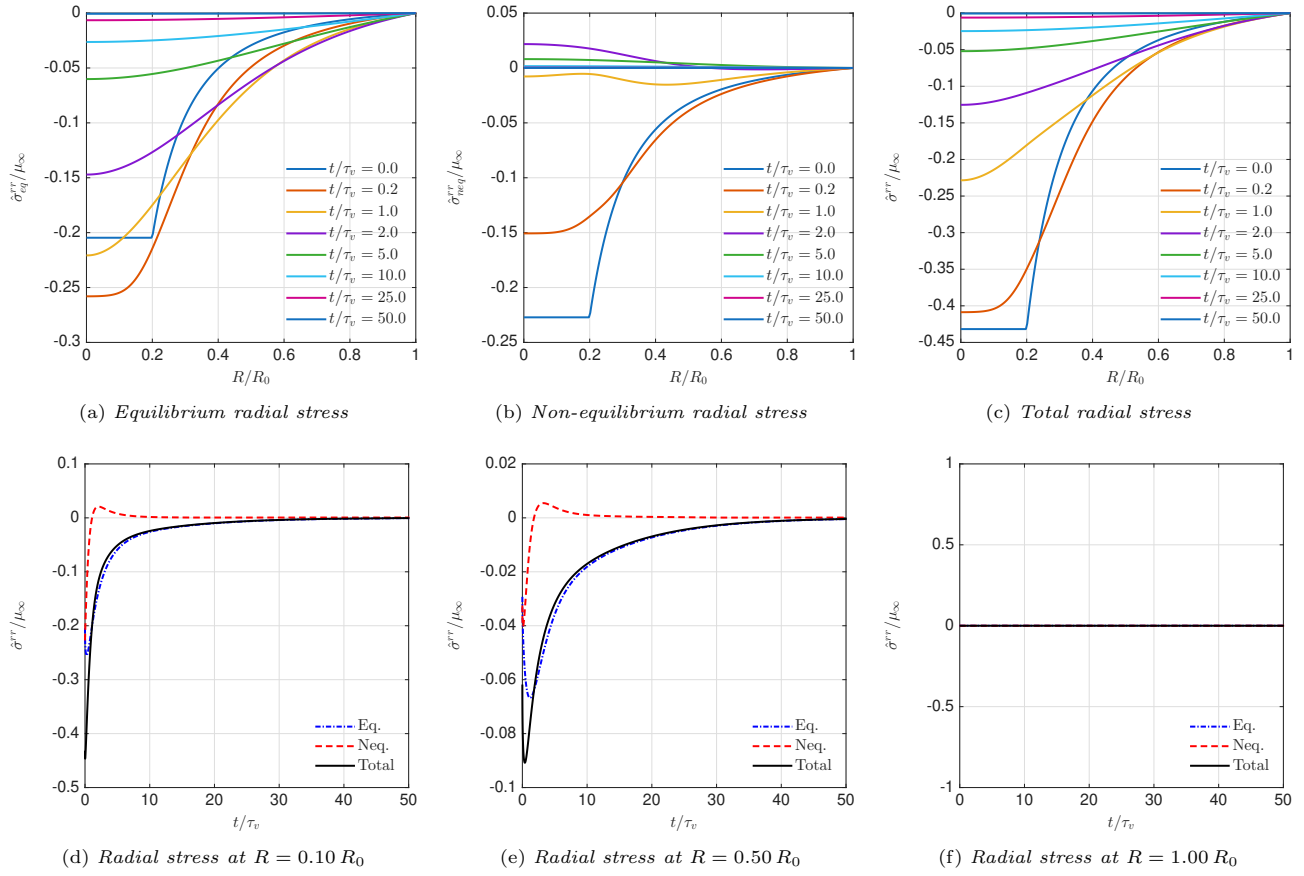 0
-0.05
-0.1
-0.15
-0.2
-0.25
-0.3
0 0.2 0.4 0.6 0.8 1
R/R₀
σ̂ʳʳ_eq/μ_∞
t/τᵥ = 0.0
t/τᵥ = 0.2
t/τᵥ = 1.0
t/τᵥ = 2.0
t/τᵥ = 5.0
t/τᵥ = 10.0
t/τᵥ = 25.0
t/τᵥ = 50.0
(a) Equilibrium radial stress
0.05
0
-0.05
-0.1
-0.15
-0.2
-0.25
0 0.2 0.4 0.6 0.8 1
R/R₀
σ̂ʳʳ_neq/μ_∞
t/τᵥ = 0.0
t/τᵥ = 0.2
t/τᵥ = 1.0
t/τᵥ = 2.0
t/τᵥ = 5.0
t/τᵥ = 10.0
t/τᵥ = 25.0
t/τᵥ = 50.0
(b) Non-equilibrium radial stress
0
-0.05
-0.1
-0.15
-0.2
-0.25
-0.3
-0.35
-0.4
-0.45
0 0.2 0.4 0.6 0.8 1
R/R₀
σ̂ʳʳ/μ_∞
t/τᵥ = 0.0
t/τᵥ = 0.2
t/τᵥ = 1.0
t/τᵥ = 2.0
t/τᵥ = 5.0
t/τᵥ = 10.0
t/τᵥ = 25.0
t/τᵥ = 50.0
(c) Total radial stress
0.1
0
-0.1
-0.2
-0.3
-0.4
-0.5
0 10 20 30 40 50
t/τᵥ
σ̂ʳʳ/μ_∞
Eq.
Neq.
Total
(d) Radial stress at R = 0.10 R₀
0.02
0
-0.02
-0.04
-0.06
-0.08
-0.1
0 10 20 30 40 50
t/τᵥ
σ̂ʳʳ/μ_∞
Eq.
Neq.
Total
(e) Radial stress at R = 0.50 R₀
1
0.5
0
-0.5
-1
0 10 20 30 40 50
t/τᵥ
σ̂ʳʳ/μ_∞
Eq.
Neq.
Total
(f) Radial stress at R = 1.00 R₀